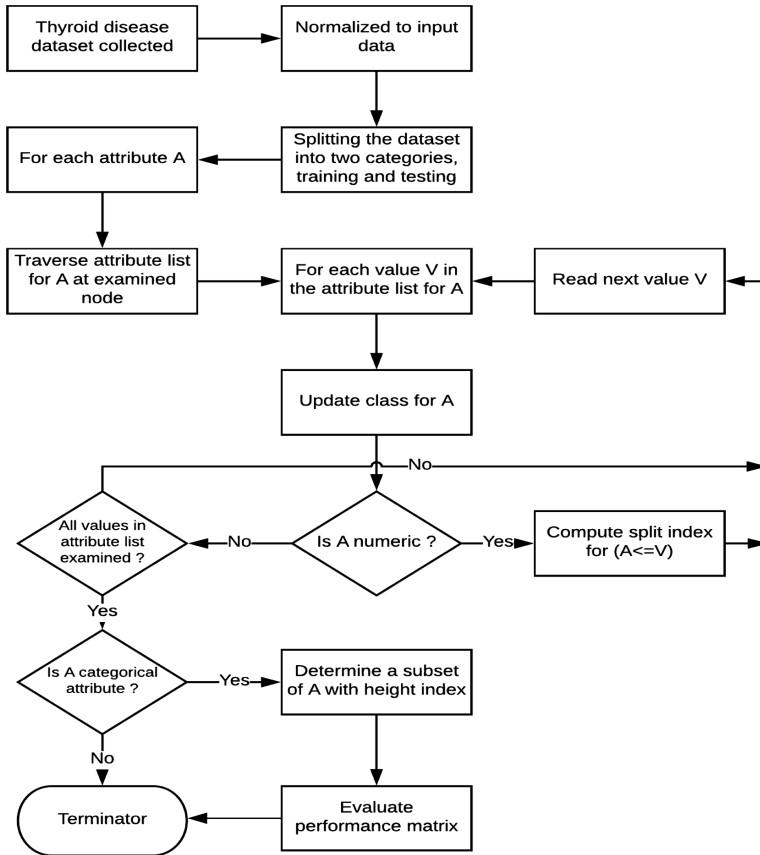 Thyroid disease
dataset collected
Normalized to input
data
For each attribute A
Splitting the dataset
into two categories,
training and testing
Traverse attribute list
for A at examined
node
For each value V in
the attribute list for A
Read next value V
Update class for A
No
All values in
attribute list
examined ?
No
Is A numeric ?
Yes
Compute split index
for (A<=V)
Yes
Is A categorical
attribute ?
Yes
Determine a subset
of A with height index
No
Terminator
Evaluate
performance matrix